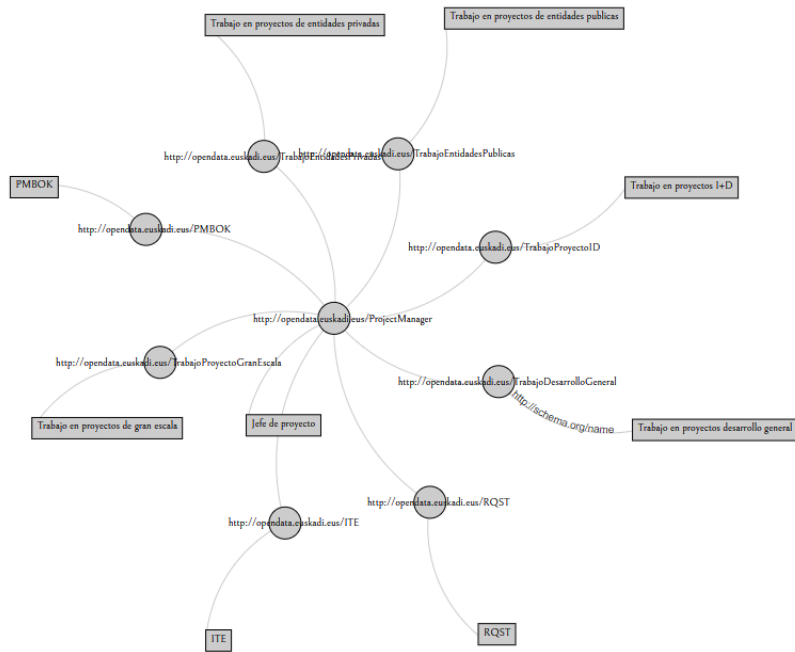 Trabajo en proyectos de entidades publicas
Trabajo en proyectos de entidades privadas
http://opendata.euskadi.eus/TrabajoEntidadesPublicas
http://opendata.euskadi.eus/TrabajoEntidadesPrivadas
PMBOK
Trabajo en proyectos I+D
http://opendata.euskadi.eus/PMBOK
http://opendata.euskadi.eus/TrabajoProyectoID
http://opendata.euskadi.eus/ProjectManager
http://opendata.euskadi.eus/TrabajoProyectoGranEscala
http://opendata.euskadi.eus/TrabajoDesarrolloGeneral
http://schema.org/name
Trabajo en proyectos de gran escala
Jefe de proyecto
Trabajo en proyectos desarrollo general
http://opendata.euskadi.eus/RQST
http://opendata.euskadi.eus/ITE
RQST
ITE